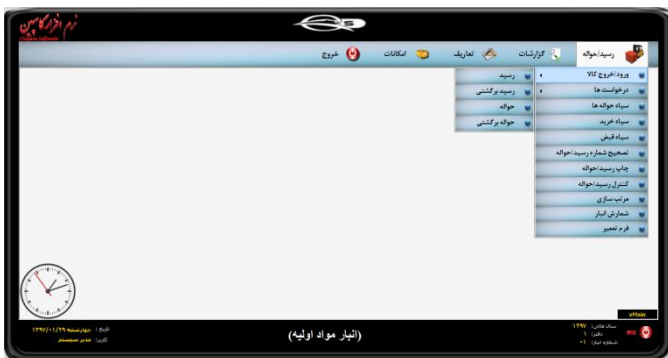 نرم افزار کاسپین
Caspian Software
رسید/حواله
گزارشات
تعاریف
امکانات
خروج
ورود/خروج کالا
درخواست ها
سیاه حواله ها
سیاه خرید
سیاه قبض
تصحیح شماره رسید/حواله
چاپ رسید/حواله
کنترل رسید/حواله
مرتب سازی
شمارش انبار
فرم تعمیر
رسید
رسید برگشتی
حواله
حواله برگشتی
vMain
سال مالی: ۱۳۹۷
دفتر: ۱
شماره انبار: ۰۱
(انبار مواد اولیه)
تاریخ: چهارشنبه ۱۳۹۷/۰۱/۲۹
کاربر: مدیر سیستم